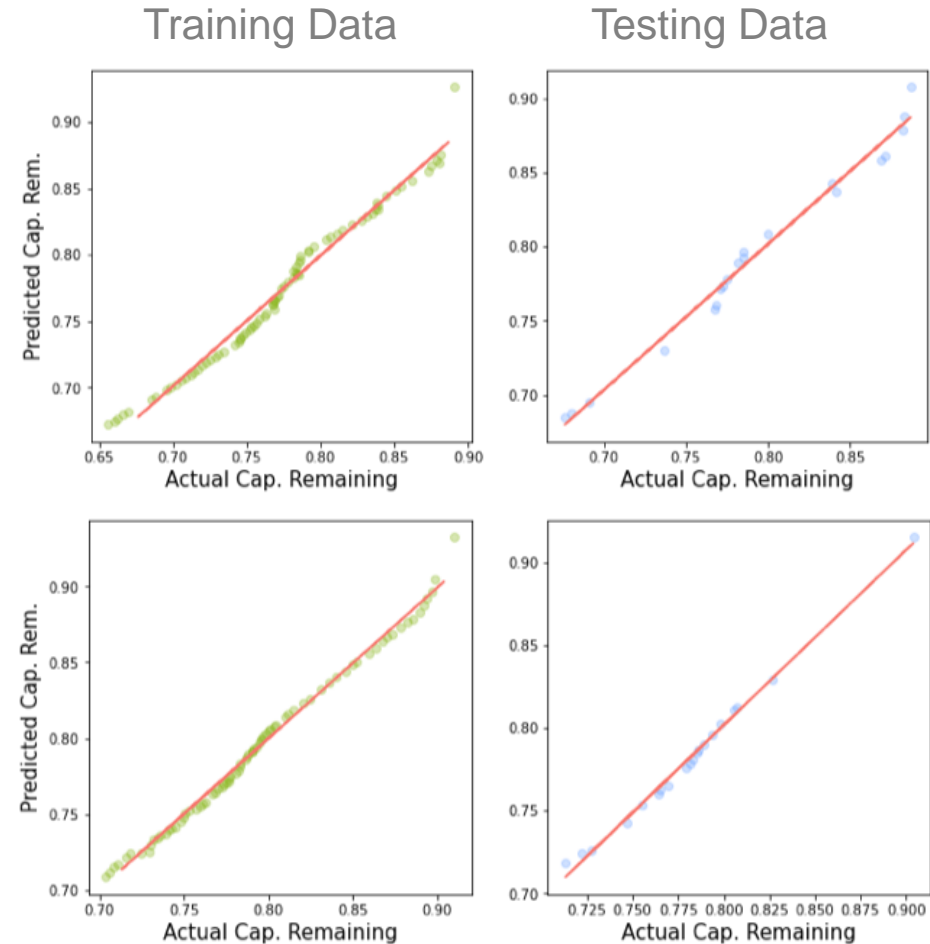 Training Data
Testing Data
Predicted Cap. Rem.
0.90
0.85
0.80
0.75
0.70
0.65 0.70 0.75 0.80 0.85 0.90
Actual Cap. Remaining
0.90
0.85
0.80
0.75
0.70
0.70 0.75 0.80 0.85
Actual Cap. Remaining
Predicted Cap. Rem.
0.90
0.85
0.80
0.75
0.70
0.70 0.75 0.80 0.85 0.90
Actual Cap. Remaining
0.90
0.85
0.80
0.75
0.70
0.725 0.750 0.775 0.800 0.825 0.850 0.875 0.900
Actual Cap. Remaining